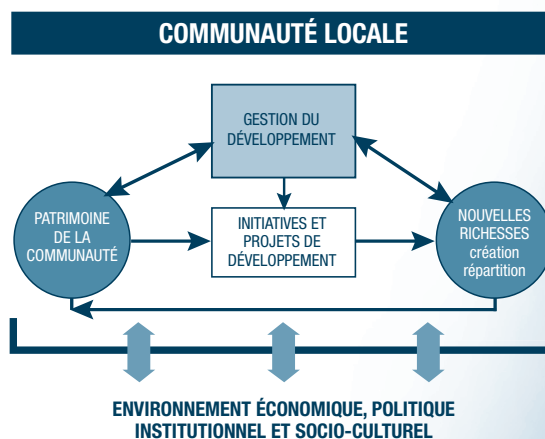 COMMUNAUTÉ LOCALE
GESTION DU
DÉVELOPPEMENT
PATRIMOINE
DE LA
COMMUNAUTÉ
INITIATIVES ET
PROJETS DE
DÉVELOPPEMENT
NOUVELLES
RICHESSES
création
répartition
ENVIRONNEMENT ÉCONOMIQUE, POLITIQUE
INSTITUTIONNEL ET SOCIO-CULTUREL